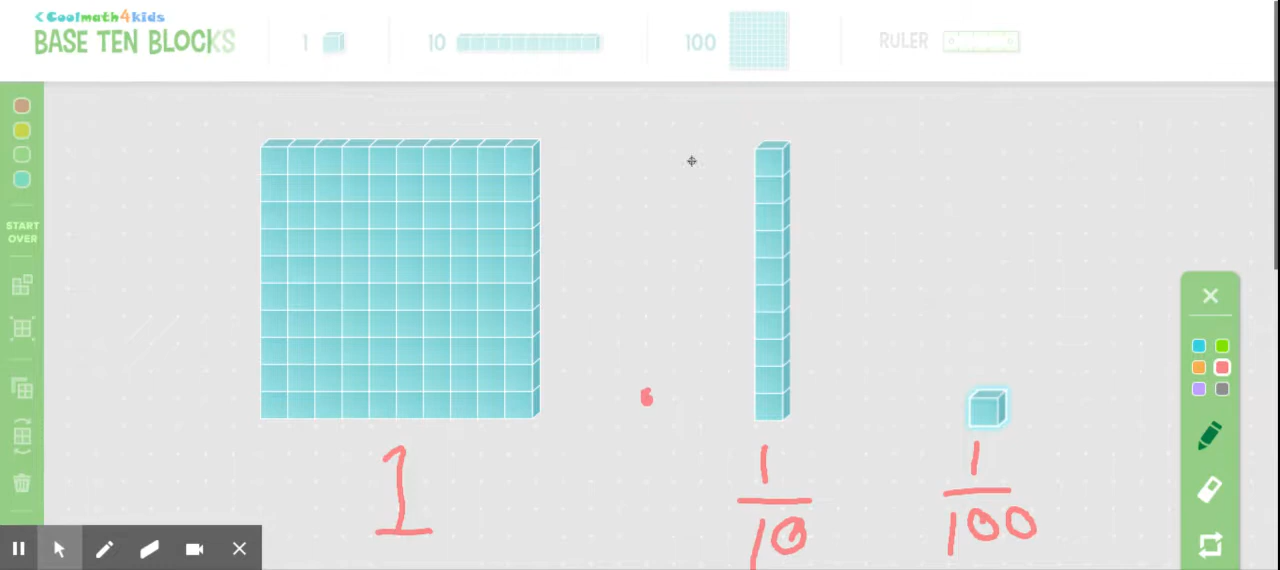 <Coolmath4kids
BASE TEN BLOCKS
1
10
100
RULER
START
OVER
1
.
1/10
1/100